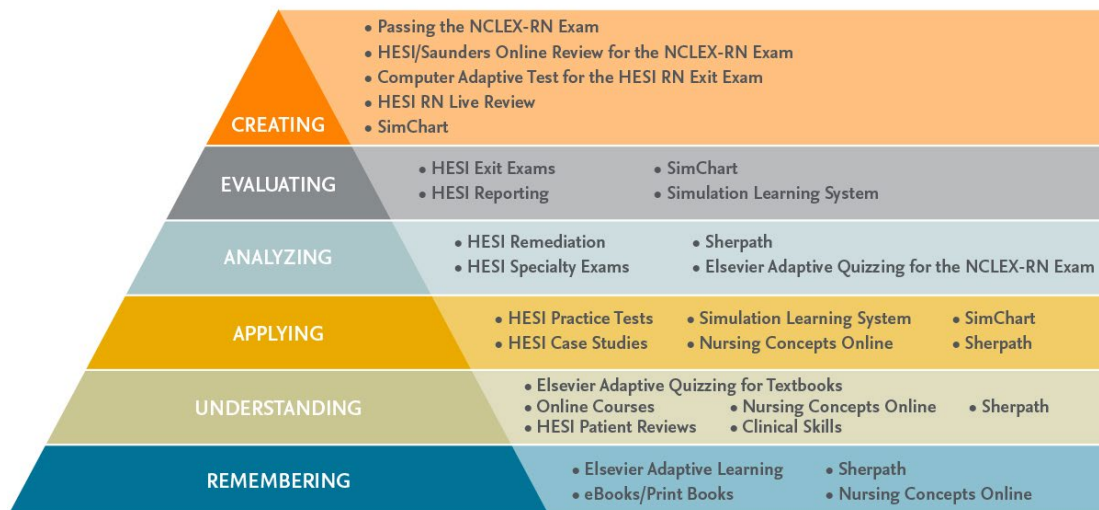 • Passing the NCLEX-RN Exam
• HESI/Saunders Online Review for the NCLEX-RN Exam
• Computer Adaptive Test for the HESI RN Exit Exam
• HESI RN Live Review
CREATING • SimChart
EVALUATING • HESI Exit Exams • SimChart
• HESI Reporting • Simulation Learning System
ANALYZING • HESI Remediation • Sherpath
• HESI Specialty Exams • Elsevier Adaptive Quizzing for the NCLEX-RN Exam
APPLYING • HESI Practice Tests • Simulation Learning System • SimChart
• HESI Case Studies • Nursing Concepts Online • Sherpath
• Elsevier Adaptive Quizzing for Textbooks
UNDERSTANDING • Online Courses • Nursing Concepts Online • Sherpath
• HESI Patient Reviews • Clinical Skills
REMEMBERING • Elsevier Adaptive Learning • Sherpath
• eBooks/Print Books • Nursing Concepts Online